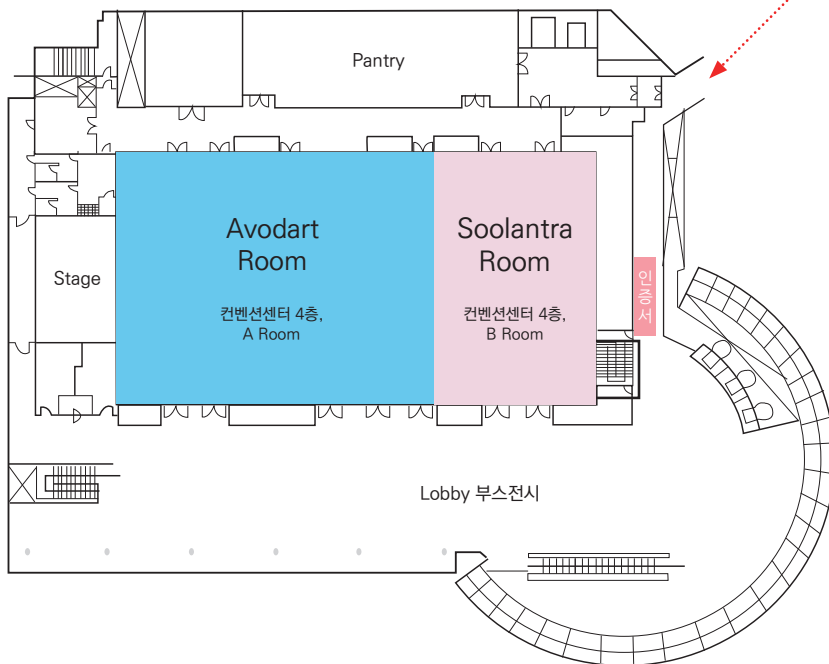 Pantry
Avodart
Room
컨벤션센터 4층,
A Room
Soolantra
Room
컨벤션센터 4층,
B Room
Stage
인증서
Lobby 부스전시